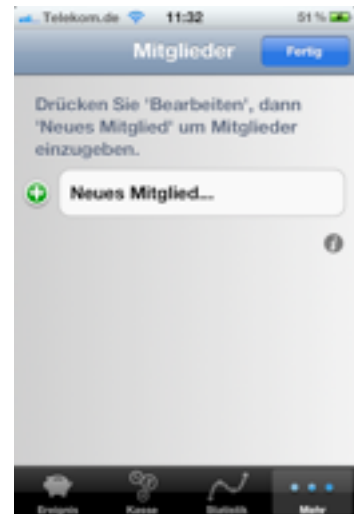 Telekom.de 11:32 51 %
Mitglieder Fertig
Drücken Sie 'Bearbeiten', dann
'Neues Mitglied' um Mitglieder
einzugeben.
Neues Mitglied...
Ereignis Kasse Statistik Mehr